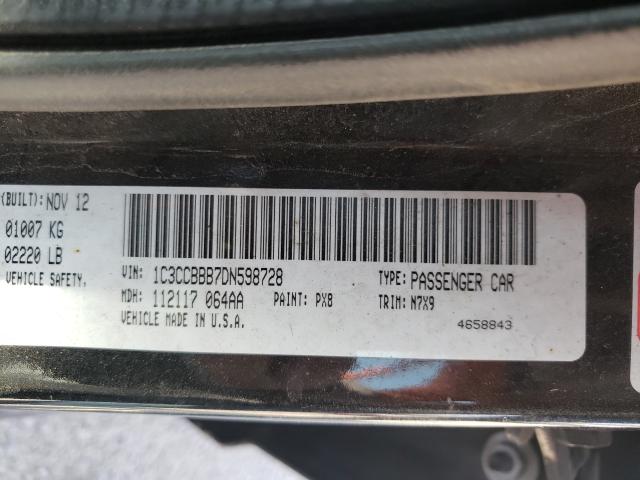 (BUILT): NOV 12
01007 KG
02220 LB
VEHICLE SAFETY,
VIN: 1C3CCBBB7DN598728 TYPE: PASSENGER CAR
MDH: 112117 064AA PAINT: PX8 TRIM: N7X9
VEHICLE MADE IN U.S.A. 4658843